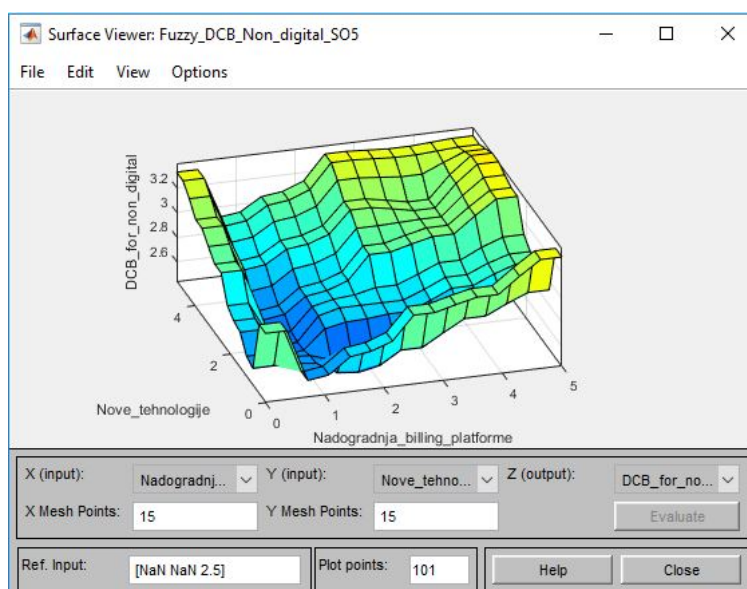 Surface Viewer: Fuzzy_DCB_Non_digital_SO5
File Edit View Options
DCB_for_non_digital
3.2
3
2.8
2.6
4
2
0
Nove_tehnologije
0
1
2
3
4
5
Nadogradnja_billing_platforme
X (input): Nadogradnj... Y (input): Nove_tehno... Z (output): DCB_for_no...
X Mesh Points: 15 Y Mesh Points: 15 Evaluate
Ref. Input: [NaN NaN 2.5] Plot points: 101 Help Close